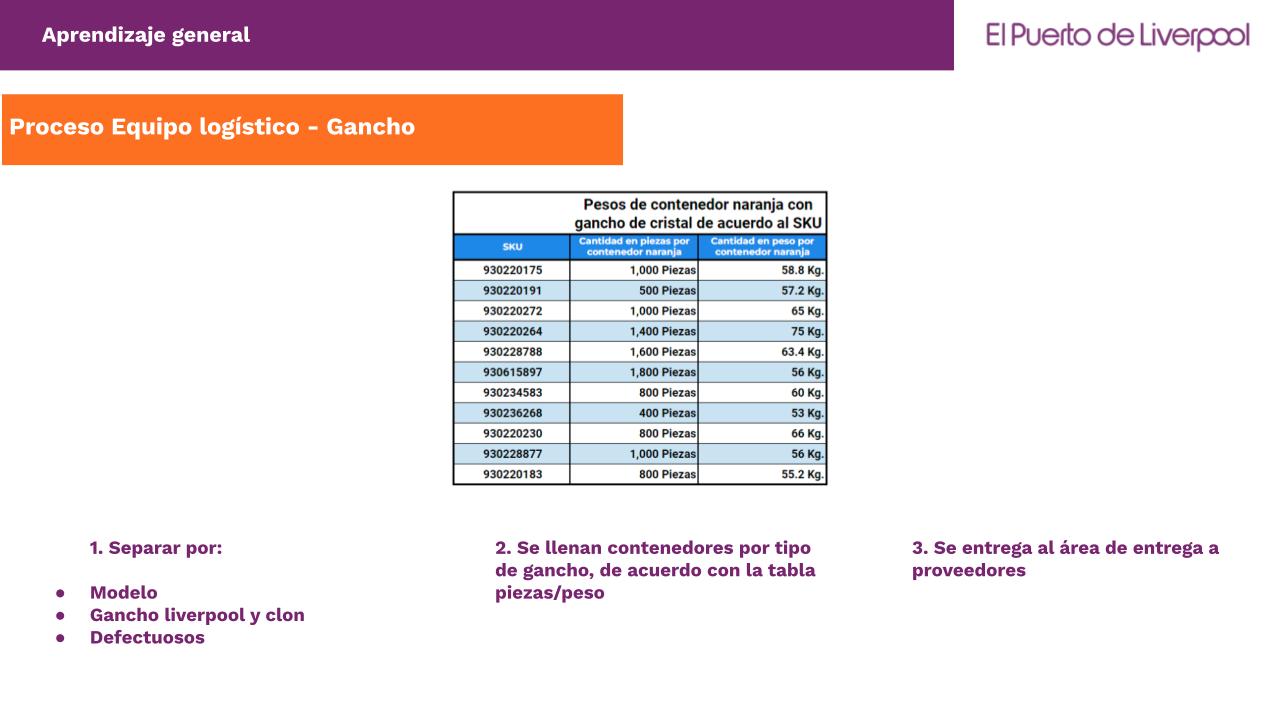 Aprendizaje general
El Puerto de Liverpool
Proceso Equipo logístico - Gancho
Pesos de contenedor naranja con
gancho de cristal de acuerdo al SKU
SKU Cantidad en piezas por contenedor naranja Cantidad en peso por contenedor naranja
930220175 1,000 Piezas 58.8 Kg.
930220191 500 Piezas 57.2 Kg.
930220272 1,000 Piezas 65 Kg.
930220264 1,400 Piezas 75 Kg.
930228788 1,600 Piezas 63.4 Kg.
930615897 1,800 Piezas 56 Kg.
930234583 800 Piezas 60 Kg.
930236268 400 Piezas 53 Kg.
930220230 800 Piezas 66 Kg.
930228877 1,000 Piezas 56 Kg.
930220183 800 Piezas 55.2 Kg.
1. Separar por:
● Modelo
● Gancho liverpool y clon
● Defectuosos
2. Se llenan contenedores por tipo
de gancho, de acuerdo con la tabla
piezas/peso
3. Se entrega al área de entrega a
proveedores